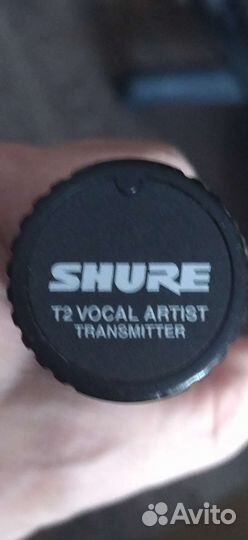 SHURE
T2 VOCAL ARTIST
TRANSMITTER
Avito